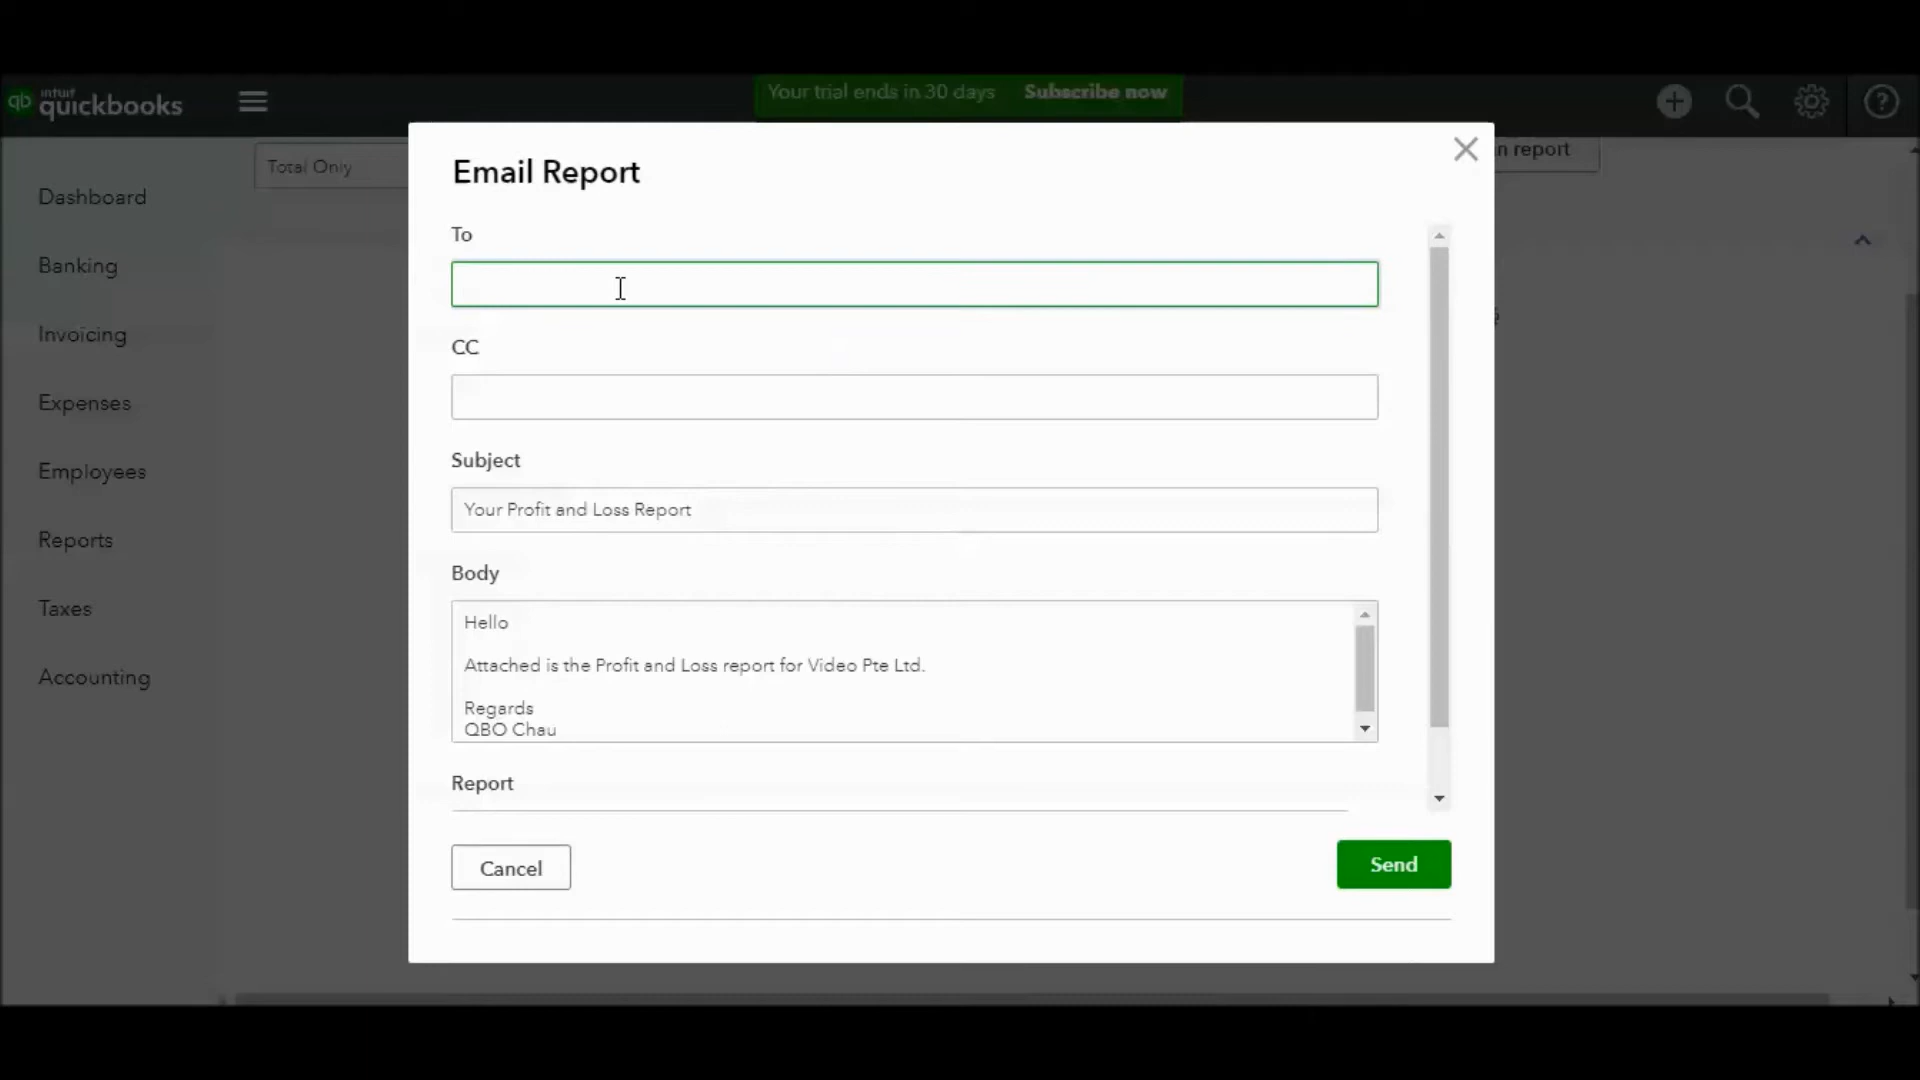 qb intuit quickbooks
Your trial ends in 30 days Subscribe now
Dashboard
Banking
Invoicing
Expenses
Employees
Reports
Taxes
Accounting
Total Only
n report
Email Report
To
CC
Subject
Your Profit and Loss Report
Body
Hello
Attached is the Profit and Loss report for Video Pte Ltd.
Regards
QBO Chau
Report
Cancel
Send